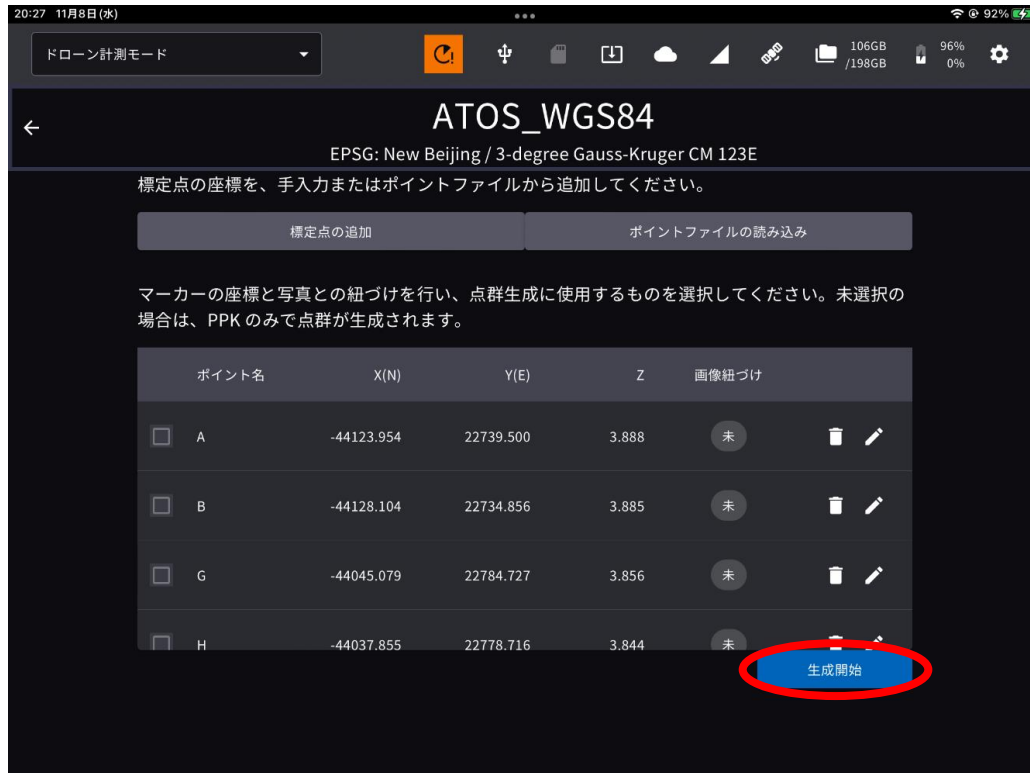 20:27 11月8日(水)
92%
ドローン計測モード
106GB
/198GB
96%
0%
ATOS_WGS84
EPSG: New Beijing / 3-degree Gauss-Kruger CM 123E
標定点の座標を、手入力またはポイントファイルから追加してください。
標定点の追加
ポイントファイルの読み込み
マーカーの座標と写真との紐づけを行い、点群生成に使用するものを選択してください。未選択の
場合は、PPK のみで点群が生成されます。
ポイント名 X(N) Y(E) Z 画像紐づけ
A -44123.954 22739.500 3.888 未
B -44128.104 22734.856 3.885 未
G -44045.079 22784.727 3.856 未
H -44037.855 22778.716 3.844 未
生成開始